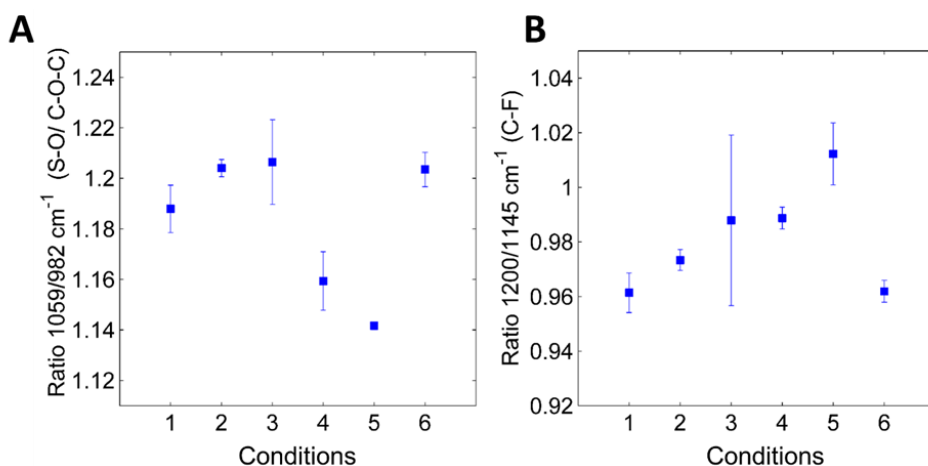 A
Ratio 1059/982 cm⁻¹ (S-O/ C-O-C)
1.24
1.22
1.2
1.18
1.16
1.14
1.12
1 2 3 4 5 6
Conditions
B
Ratio 1200/1145 cm⁻¹ (C-F)
1.04
1.02
1
0.98
0.96
0.94
0.92
1 2 3 4 5 6
Conditions